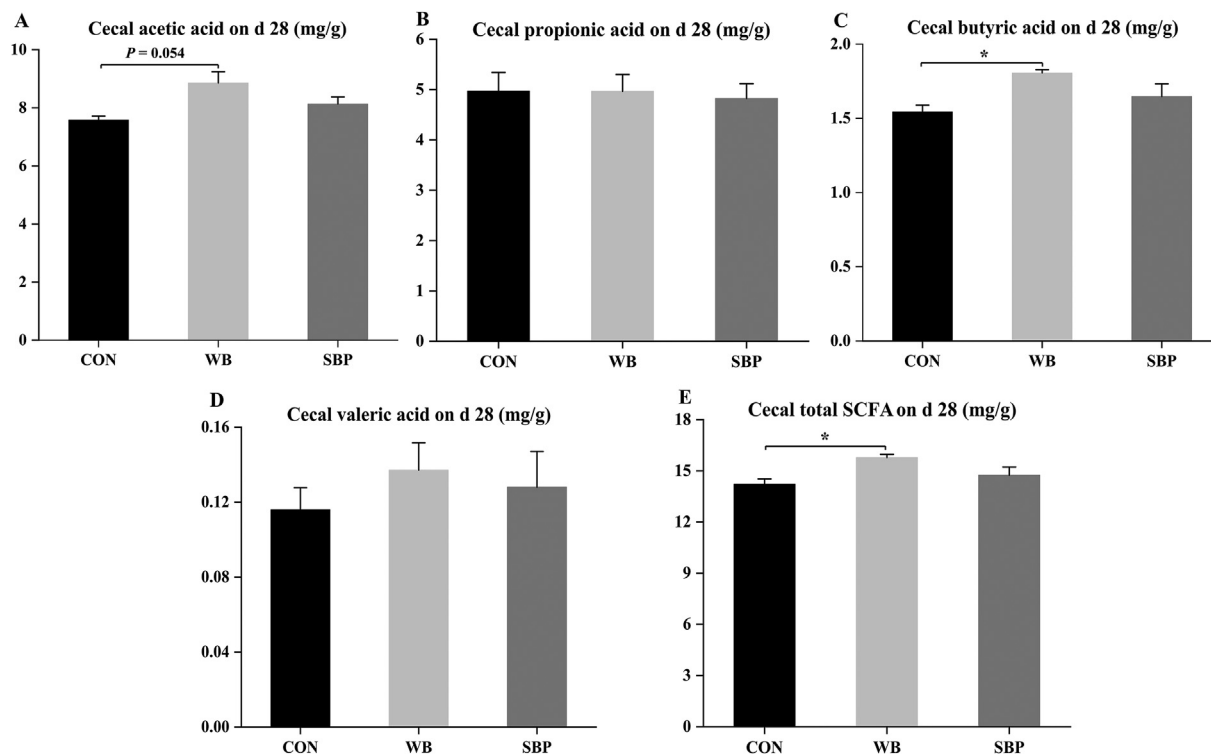 A
Cecal acetic acid on d 28 (mg/g)
10
8
6
4
2
0
P = 0.054
CON WB SBP
B
Cecal propionic acid on d 28 (mg/g)
6
5
4
3
2
1
0
CON WB SBP
C
Cecal butyric acid on d 28 (mg/g)
2.0
1.5
1.0
0.5
0.0
*
CON WB SBP
D
Cecal valeric acid on d 28 (mg/g)
0.16
0.12
0.08
0.04
0.00
CON WB SBP
E
Cecal total SCFA on d 28 (mg/g)
18
15
12
9
6
3
0
*
CON WB SBP